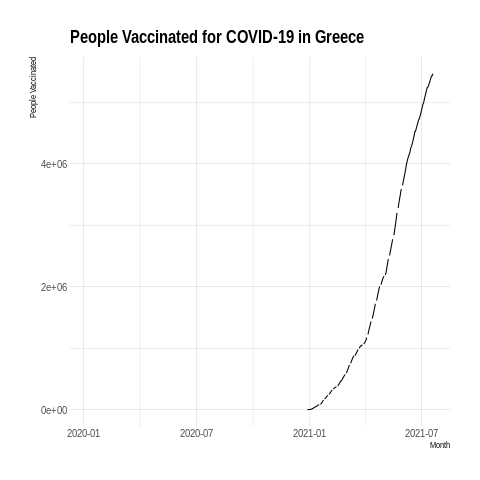 People Vaccinated for COVID-19 in Greece
People Vaccinated
4e+06
2e+06
0e+00
2020-01 2020-07 2021-01 2021-07
Month